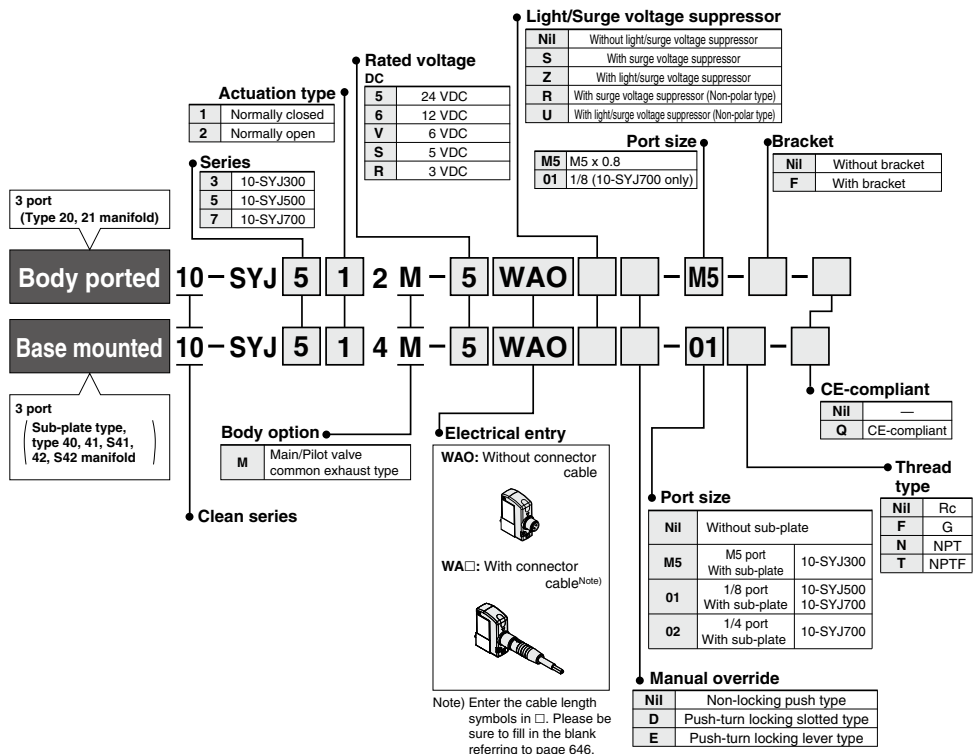 Light/Surge voltage suppressor
Nil Without light/surge voltage suppressor
S With surge voltage suppressor
Z With light/surge voltage suppressor
R With surge voltage suppressor (Non-polar type)
U With light/surge voltage suppressor (Non-polar type)
Rated voltage
DC
5 24 VDC
6 12 VDC
V 6 VDC
S 5 VDC
R 3 VDC
Actuation type
1 Normally closed
2 Normally open
Series
3 10-SYJ300
5 10-SYJ500
7 10-SYJ700
Port size
M5 M5 x 0.8
01 1/8 (10-SYJ700 only)
Bracket
Nil Without bracket
F With bracket
3 port
(Type 20, 21 manifold)
Body ported 10 – SYJ 5 1 2 M – 5 WAO – M5 – –
Base mounted 10 – SYJ 5 1 4 M – 5 WAO – 01 –
3 port
Sub-plate type,
type 40, 41, S41,
42, S42 manifold
Clean series
Body option
M Main/Pilot valve
common exhaust type
Electrical entry
WAO: Without connector
cable
WA□: With connector
cable Note)
Note) Enter the cable length
symbols in □. Please be
sure to fill in the blank
referring to page 646.
CE-compliant
Nil —
Q CE-compliant
Thread
type
Nil Rc
F G
N NPT
T NPTF
Port size
Nil Without sub-plate
M5 M5 port
With sub-plate 10-SYJ300
01 1/8 port
With sub-plate 10-SYJ500
10-SYJ700
02 1/4 port
With sub-plate 10-SYJ700
Manual override
Nil Non-locking push type
D Push-turn locking slotted type
E Push-turn locking lever type